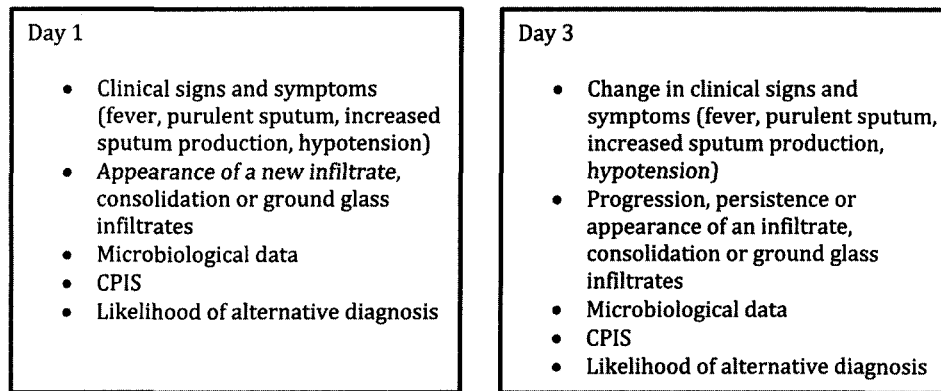 Day 1
• Clinical signs and symptoms
(fever, purulent sputum, increased
sputum production, hypotension)
• Appearance of a new infiltrate,
consolidation or ground glass
infiltrates
• Microbiological data
• CPIS
• Likelihood of alternative diagnosis
Day 3
• Change in clinical signs and
symptoms (fever, purulent sputum,
increased sputum production,
hypotension)
• Progression, persistence or
appearance of an infiltrate,
consolidation or ground glass
infiltrates
• Microbiological data
• CPIS
• Likelihood of alternative diagnosis